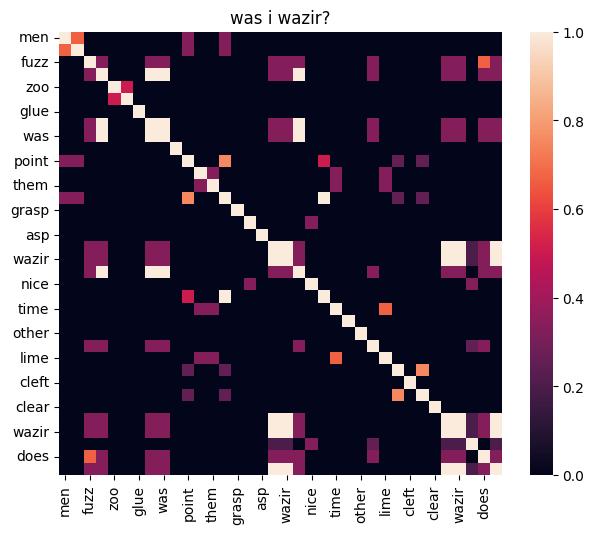 was i wazir?
men
fuzz
zoo
glue
was
point
them
grasp
asp
wazir
nice
time
other
lime
cleft
clear
wazir
does
men
fuzz
zoo
glue
was
point
them
grasp
asp
wazir
nice
time
other
lime
cleft
clear
wazir
does
1.0
0.8
0.6
0.4
0.2
0.0